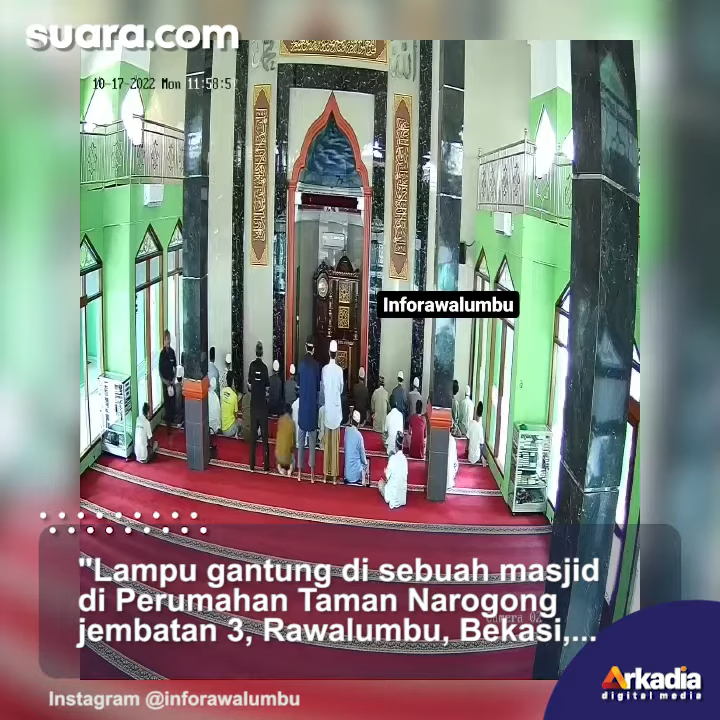 suara.com
10-17-2022 Mon 11:58:5
Inforawalumbu
"Lampu gantung di sebuah masjid
di Perumahan Taman Narogong
jembatan 3, Rawalumbu, Bekasi,...
Instagram @inforawalumbu
Arkadia
digital media